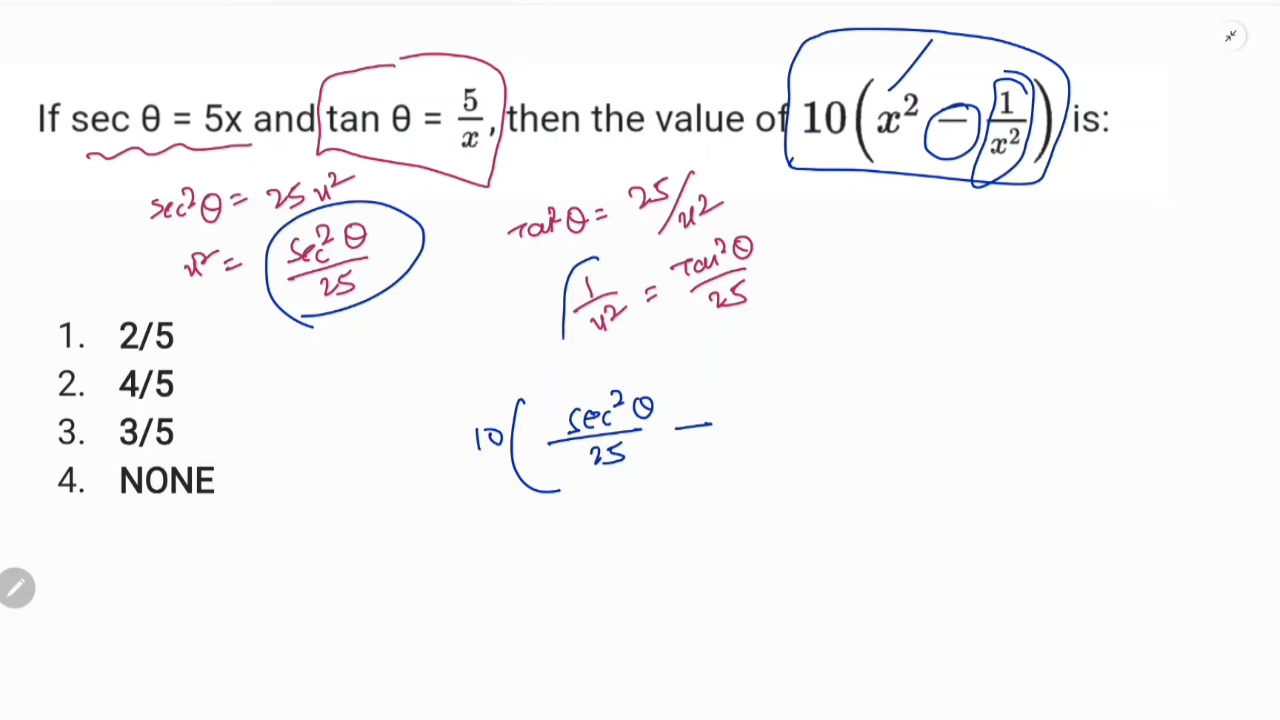 If sec θ = 5x and tan θ = 5/x, then the value of 10(x² − 1/x²) is:
sec²θ = 25x²
x² = sec²θ/25
Tan²θ = 25/x²
1/x² = Tan²θ/25
1. 2/5
2. 4/5
3. 3/5
4. NONE
10( sec²θ/25 −